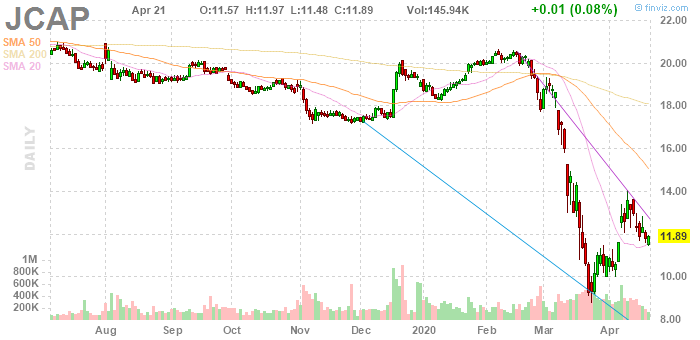 JCAP Apr 21 O:11.57 H:11.97 L:11.48 C:11.89 Vol:145.94K +0.01 (0.08%) © finviz.com
SMA 50
SMA 200
SMA 20
DAILY
22.00
20.00
18.00
16.00
14.00
12.00
11.89
10.00
8.00
1M
800K
600K
400K
200K
Aug Sep Oct Nov Dec 2020 Feb Mar Apr